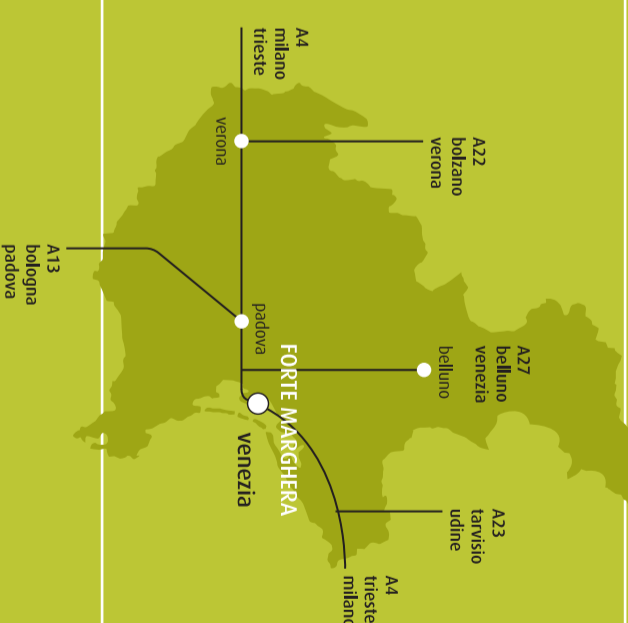 A4
milano
trieste
verona
A22
bolzano
verona
A13
bologna
padova
padova
FORTE MARGHERA
belluno
A27
belluno
venezia
venezia
A23
tarvisio
udine
A4
trieste
milano